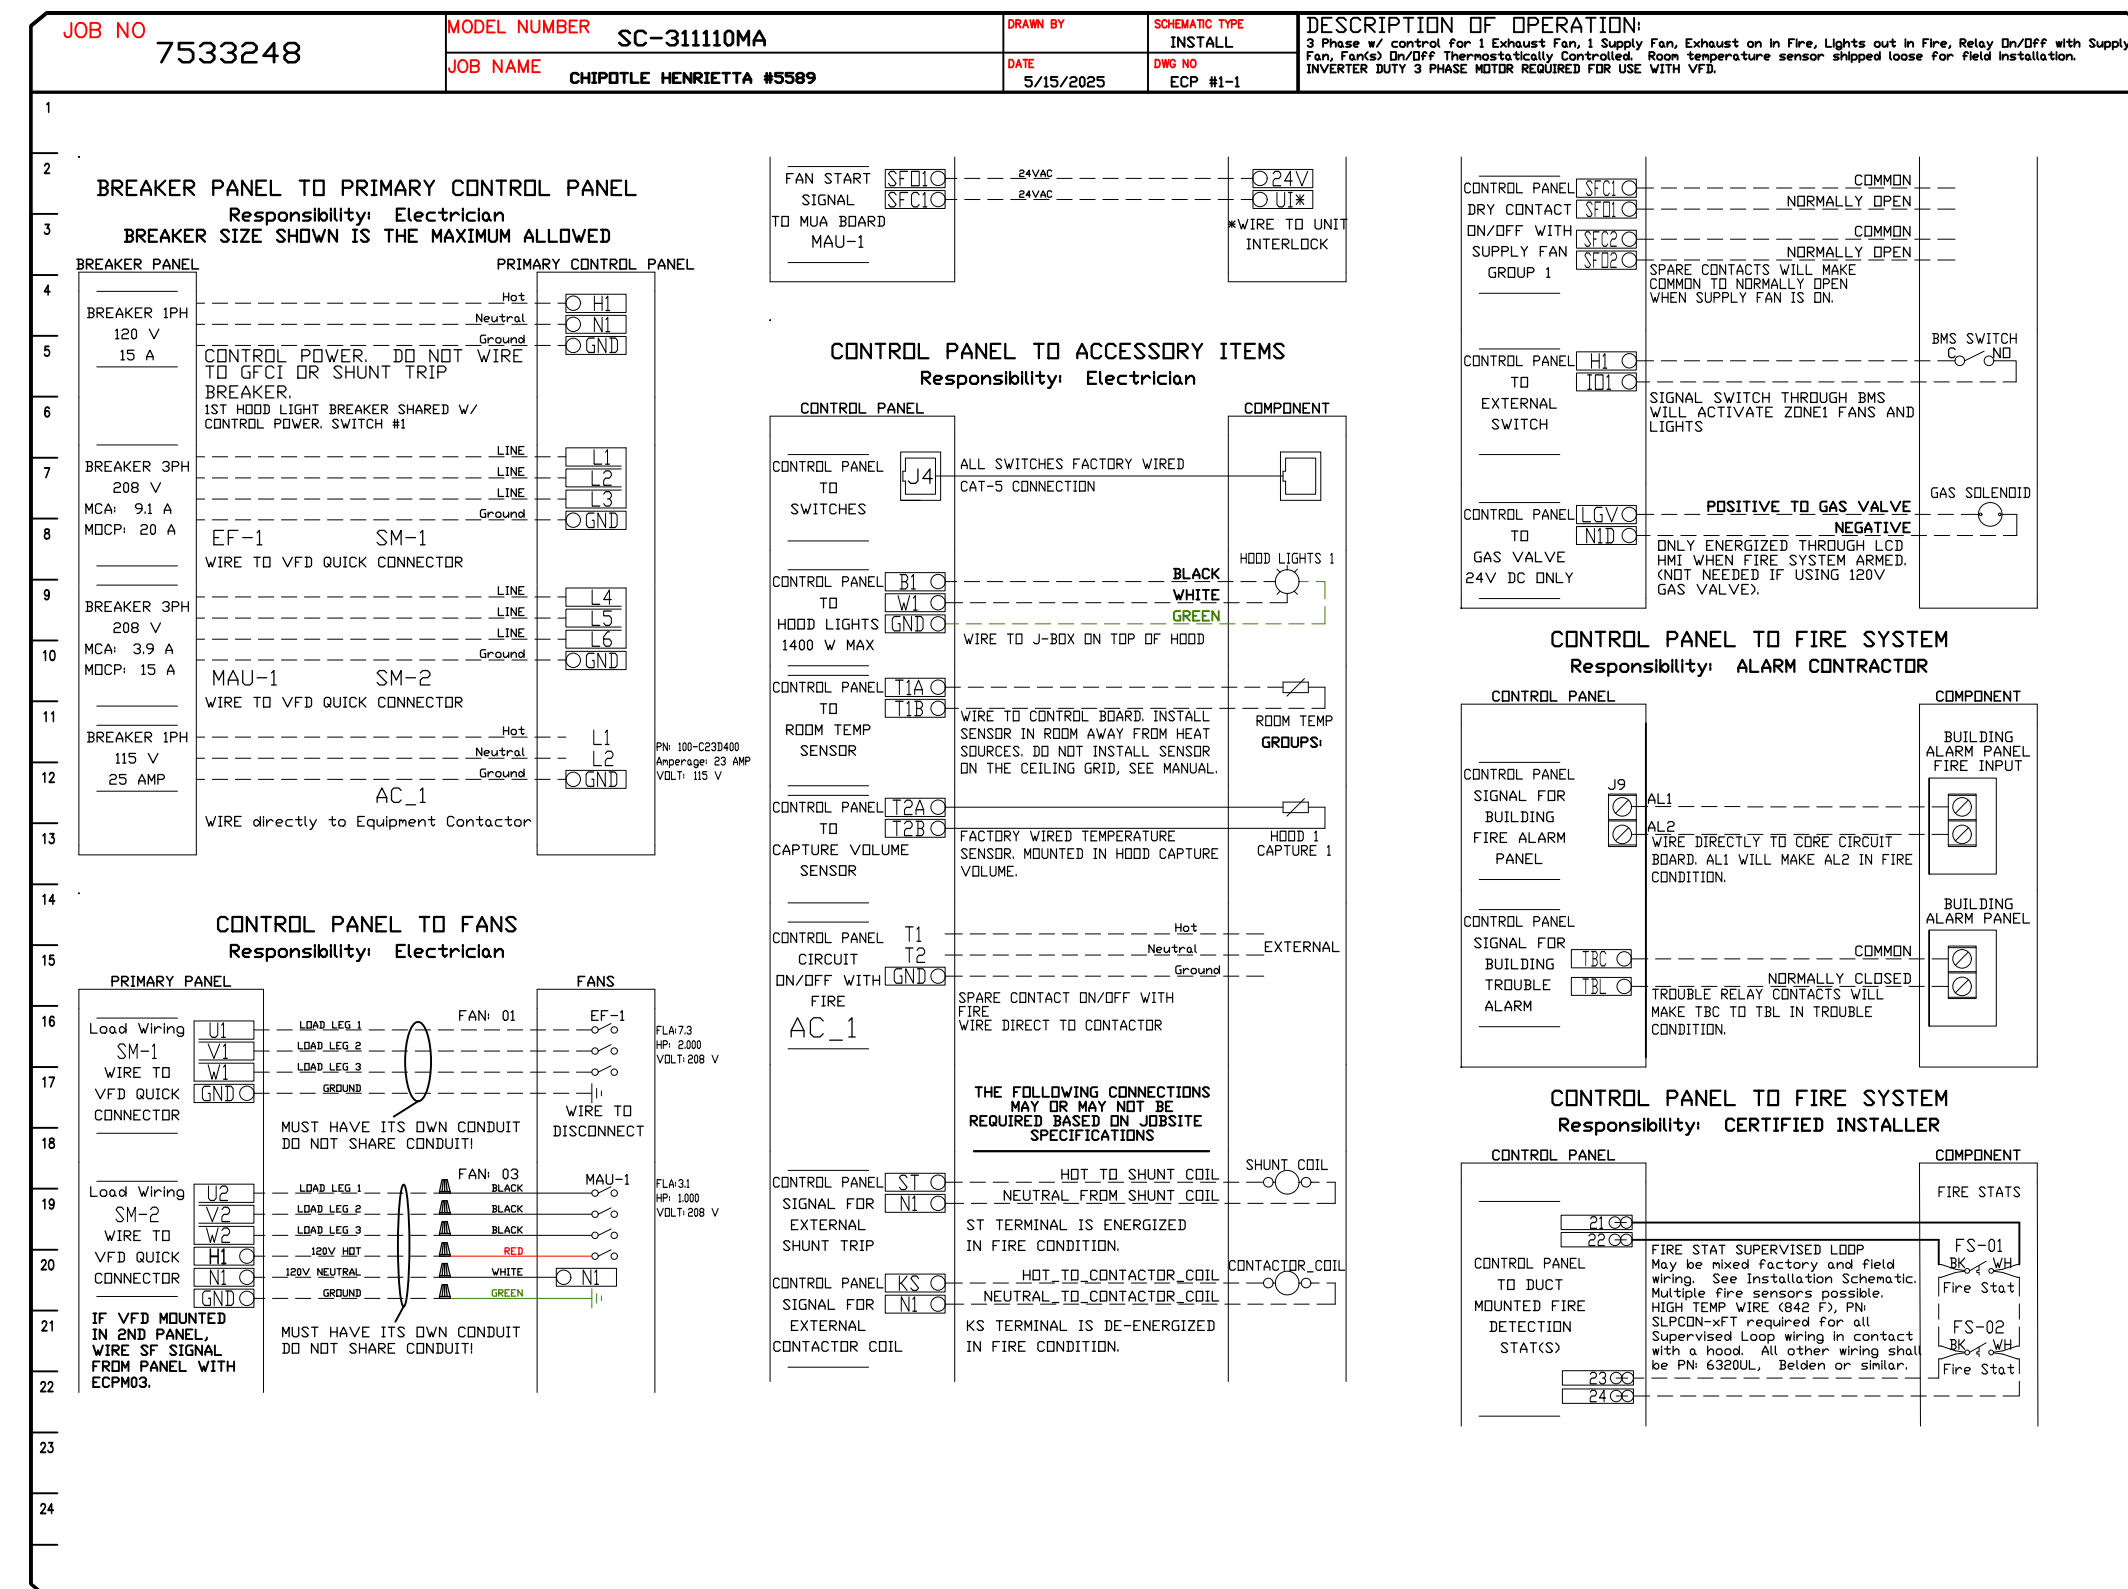 JOB NO
7533248
MODEL NUMBER
SC-311110MA
JOB NAME
CHIPOTLE HENRIETTA #5589
DRAWN BY
DATE
5/15/2025
SCHEMATIC TYPE
INSTALL
DWG NO
ECP #1-1
DESCRIPTION OF OPERATION:
3 Phase w/ control for 1 Exhaust Fan, 1 Supply Fan, Exhaust on in Fire, Lights out in Fire, Relay On/Off with Supply
Fan, Fan(s) On/Off Thermostatically Controlled. Room temperature sensor shipped loose for field installation.
INVERTER DUTY 3 PHASE MOTOR REQUIRED FOR USE WITH VFD.
1
2
3
4
5
6
7
8
9
10
11
12
13
14
15
16
17
18
19
20
21
22
23
24
BREAKER PANEL TO PRIMARY CONTROL PANEL
Responsibility: Electrician
BREAKER SIZE SHOWN IS THE MAXIMUM ALLOWED
BREAKER PANEL
PRIMARY CONTROL PANEL
BREAKER 1PH
120 V
15 A
Hot
H1
Neutral
N1
Ground
GND
CONTROL POWER. DO NOT WIRE
TO GFCI OR SHUNT TRIP
BREAKER.
1ST HOOD LIGHT BREAKER SHARED W/
CONTROL POWER. SWITCH #1
BREAKER 3PH
208 V
MCA: 9.1 A
MOCP: 20 A
LINE
L1
LINE
L2
LINE
L3
Ground
GND
EF-1
SM-1
WIRE TO VFD QUICK CONNECTOR
BREAKER 3PH
208 V
MCA: 3.9 A
MOCP: 15 A
LINE
L4
LINE
L5
LINE
L6
Ground
GND
MAU-1
SM-2
WIRE TO VFD QUICK CONNECTOR
BREAKER 1PH
115 V
25 AMP
Hot
L1
Neutral
L2
Ground
GND
PN: 100-C23D400
Amperage: 23 AMP
VOLT: 115 V
AC_1
WIRE directly to Equipment Contactor
CONTROL PANEL TO FANS
Responsibility: Electrician
PRIMARY PANEL
FANS
Load Wiring
SM-1
WIRE TO
VFD QUICK
CONNECTOR
U1
V1
W1
GND
LOAD LEG 1
LOAD LEG 2
LOAD LEG 3
GROUND
FAN: 01
EF-1
FLA:7.3
HP: 2.000
VOLT:208 V
WIRE TO
DISCONNECT
MUST HAVE ITS OWN CONDUIT
DO NOT SHARE CONDUIT!
Load Wiring
SM-2
WIRE TO
VFD QUICK
CONNECTOR
U2
V2
W2
H1
N1
GND
LOAD LEG 1
LOAD LEG 2
LOAD LEG 3
120V HOT
120V NEUTRAL
GROUND
FAN: 03
BLACK
BLACK
BLACK
RED
WHITE
GREEN
MAU-1
N1
FLA:3.1
HP: 1.000
VOLT:208 V
IF VFD MOUNTED
IN 2ND PANEL,
WIRE SF SIGNAL
FROM PANEL WITH
ECPM03.
MUST HAVE ITS OWN CONDUIT
DO NOT SHARE CONDUIT!
FAN START
SIGNAL
TO MUA BOARD
MAU-1
SFO1
SFC1
24VAC
24VAC
24V
UI*
*WIRE TO UNIT
INTERLOCK
CONTROL PANEL TO ACCESSORY ITEMS
Responsibility: Electrician
CONTROL PANEL
COMPONENT
CONTROL PANEL
TO
SWITCHES
J4
ALL SWITCHES FACTORY WIRED
CAT-5 CONNECTION
CONTROL PANEL
TO
HOOD LIGHTS
1400 W MAX
B1
W1
GND
BLACK
WHITE
GREEN
HOOD LIGHTS 1
WIRE TO J-BOX ON TOP OF HOOD
CONTROL PANEL
TO
ROOM TEMP
SENSOR
T1A
T1B
WIRE TO CONTROL BOARD. INSTALL
SENSOR IN ROOM AWAY FROM HEAT
SOURCES. DO NOT INSTALL SENSOR
ON THE CEILING GRID, SEE MANUAL.
ROOM TEMP
GROUPS:
CONTROL PANEL
TO
CAPTURE VOLUME
SENSOR
T2A
T2B
FACTORY WIRED TEMPERATURE
SENSOR. MOUNTED IN HOOD CAPTURE
VOLUME.
HOOD 1
CAPTURE 1
CONTROL PANEL
CIRCUIT
ON/OFF WITH
FIRE
AC_1
T1
T2
GND
Hot
Neutral
Ground
EXTERNAL
SPARE CONTACT ON/OFF WITH
FIRE
WIRE DIRECT TO CONTACTOR
THE FOLLOWING CONNECTIONS
MAY OR MAY NOT BE
REQUIRED BASED ON JOBSITE
SPECIFICATIONS
CONTROL PANEL
SIGNAL FOR
EXTERNAL
SHUNT TRIP
ST
N1
HOT TO SHUNT COIL
NEUTRAL FROM SHUNT COIL
SHUNT COIL
ST TERMINAL IS ENERGIZED
IN FIRE CONDITION.
CONTROL PANEL
SIGNAL FOR
EXTERNAL
CONTACTOR COIL
KS
N1
HOT_TO_CONTACTOR_COIL
NEUTRAL_TO_CONTACTOR_COIL
CONTACTOR_COIL
KS TERMINAL IS DE-ENERGIZED
IN FIRE CONDITION.
CONTROL PANEL
DRY CONTACT
ON/OFF WITH
SUPPLY FAN
GROUP 1
SFC1
SFO1
SFC2
SFO2
COMMON
NORMALLY OPEN
COMMON
NORMALLY OPEN
SPARE CONTACTS WILL MAKE
COMMON TO NORMALLY OPEN
WHEN SUPPLY FAN IS ON.
CONTROL PANEL
TO
EXTERNAL
SWITCH
H1
IO1
BMS SWITCH
C
NO
SIGNAL SWITCH THROUGH BMS
WILL ACTIVATE ZONE1 FANS AND
LIGHTS
CONTROL PANEL
TO
GAS VALVE
24V DC ONLY
LGV
N1D
POSITIVE TO GAS VALVE
NEGATIVE
GAS SOLENOID
ONLY ENERGIZED THROUGH LCD
HMI WHEN FIRE SYSTEM ARMED.
(NOT NEEDED IF USING 120V
GAS VALVE).
CONTROL PANEL TO FIRE SYSTEM
Responsibility: ALARM CONTRACTOR
CONTROL PANEL
COMPONENT
CONTROL PANEL
SIGNAL FOR
BUILDING
FIRE ALARM
PANEL
J9
AL1
AL2
BUILDING
ALARM PANEL
FIRE INPUT
WIRE DIRECTLY TO CORE CIRCUIT
BOARD. AL1 WILL MAKE AL2 IN FIRE
CONDITION.
CONTROL PANEL
SIGNAL FOR
BUILDING
TROUBLE
ALARM
TBC
TBL
COMMON
NORMALLY CLOSED
BUILDING
ALARM PANEL
TROUBLE RELAY CONTACTS WILL
MAKE TBC TO TBL IN TROUBLE
CONDITION.
CONTROL PANEL TO FIRE SYSTEM
Responsibility: CERTIFIED INSTALLER
CONTROL PANEL
COMPONENT
FIRE STATS
CONTROL PANEL
TO DUCT
MOUNTED FIRE
DETECTION
STAT(S)
21
22
23
24
FIRE STAT SUPERVISED LOOP
May be mixed factory and field
wiring. See Installation Schematic.
Multiple fire sensors possible.
HIGH TEMP WIRE (842 F), PN:
SLPCON-xFT required for all
Supervised Loop wiring in contact
with a hood. All other wiring shall
be PN: 6320UL, Belden or similar.
FS-01
BK
WH
Fire Stat
FS-02
BK
WH
Fire Stat